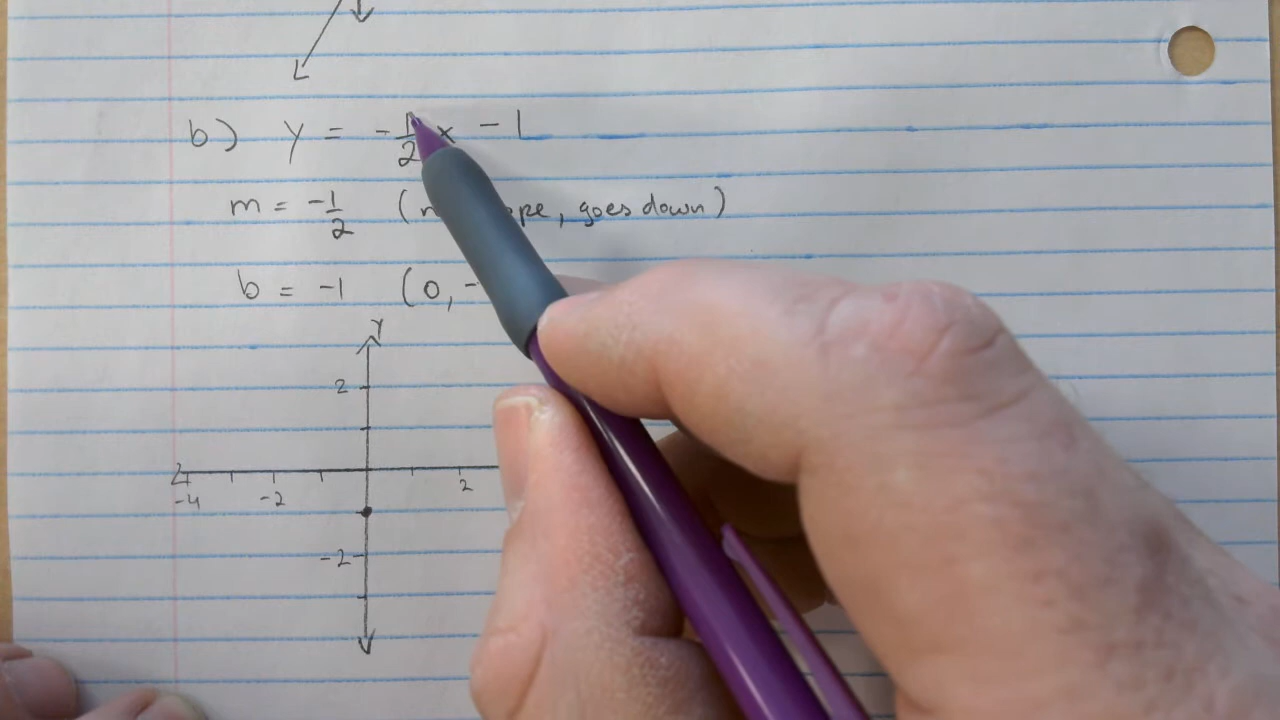 b) y = -1/2 x - 1
m = -1/2 ( ope, goes down)
b = -1 (0, -
y
2
-4 -2 2
-2